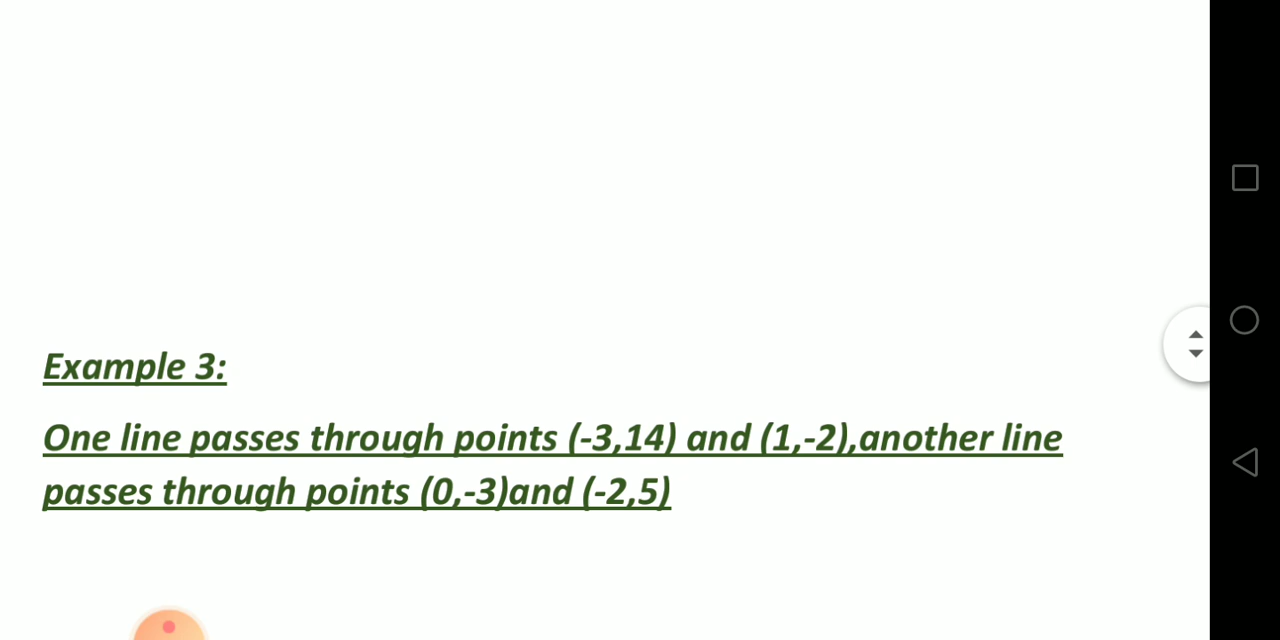 Example 3:
One line passes through points (-3,14) and (1,-2),another line
passes through points (0,-3)and (-2,5)